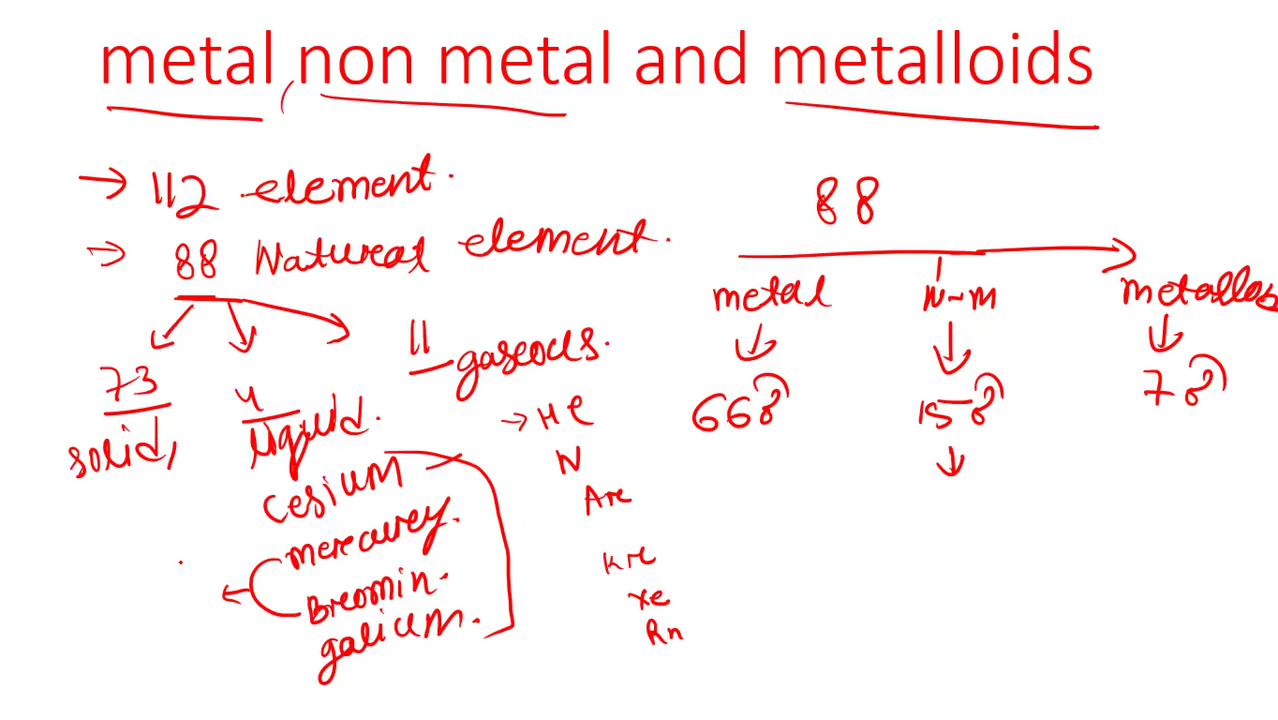 metal non metal and metalloids
→ 112 element.
→ 88 Natureal element.
73 solid,
4 liquid.
11 gaseous.
cesium
mercurey.
Bromin.
galium.
→ He
N
Ar
Kr
Xe
Rn
88
metal N-M
66
15
7